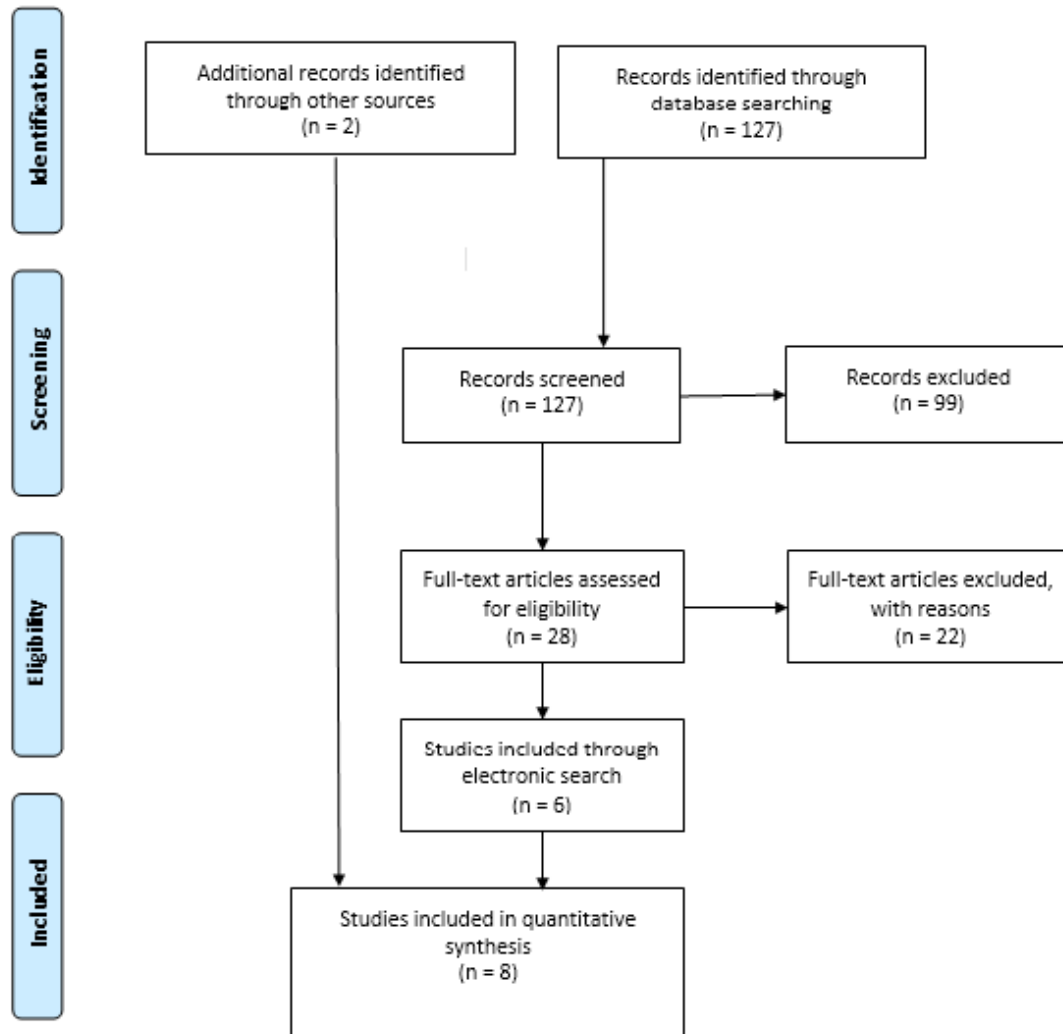 Identification
Additional records identified
through other sources
(n = 2)
Records identified through
database searching
(n = 127)
Screening
Records screened
(n = 127)
Records excluded
(n = 99)
Eligibility
Full-text articles assessed
for eligibility
(n = 28)
Full-text articles excluded,
with reasons
(n = 22)
Studies included through
electronic search
(n = 6)
Included
Studies included in quantitative
synthesis
(n = 8)